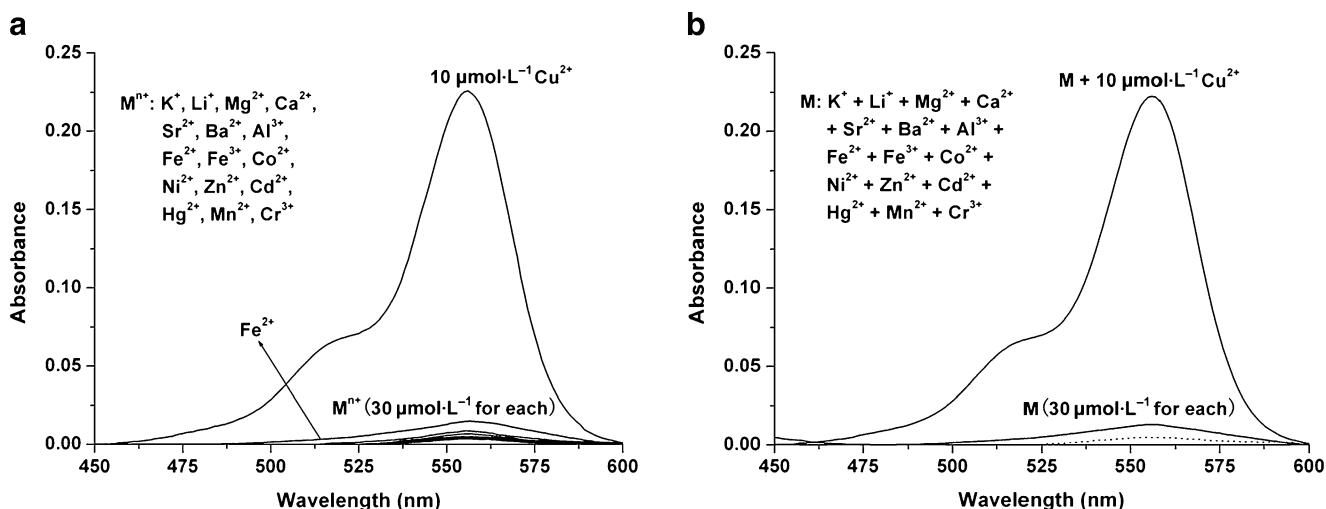 a
0.25
0.20
0.15
0.10
0.05
0.00
Absorbance
10 μmol·L⁻¹Cu²⁺
Mⁿ⁺: K⁺, Li⁺, Mg²⁺, Ca²⁺,
Sr²⁺, Ba²⁺, Al³⁺,
Fe²⁺, Fe³⁺, Co²⁺,
Ni²⁺, Zn²⁺, Cd²⁺,
Hg²⁺, Mn²⁺, Cr³⁺
Fe²⁺
Mⁿ⁺(30 μmol·L⁻¹ for each)
450 475 500 525 550 575 600
Wavelength (nm)
b
0.25
0.20
0.15
0.10
0.05
0.00
Absorbance
M + 10 μmol·L⁻¹Cu²⁺
M: K⁺ + Li⁺ + Mg²⁺ + Ca²⁺
+ Sr²⁺ + Ba²⁺ + Al³⁺ +
Fe²⁺ + Fe³⁺ + Co²⁺ +
Ni²⁺ + Zn²⁺ + Cd²⁺ +
Hg²⁺ + Mn²⁺ + Cr³⁺
M(30 μmol·L⁻¹ for each)
450 475 500 525 550 575 600
Wavelength (nm)